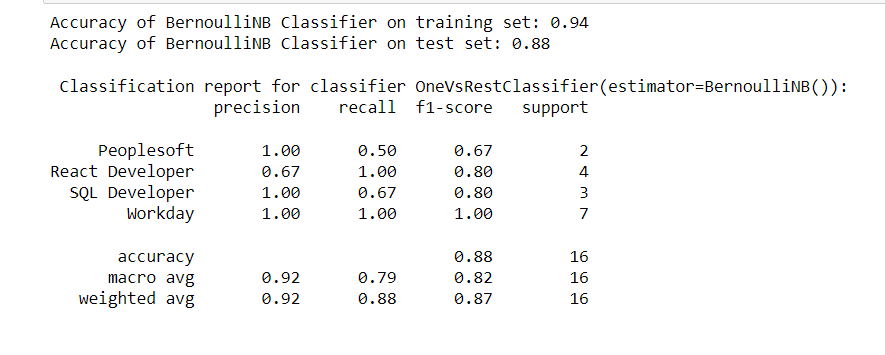 Accuracy of BernoulliNB Classifier on training set: 0.94
Accuracy of BernoulliNB Classifier on test set: 0.88
Classification report for classifier OneVsRestClassifier(estimator=BernoulliNB()):
precision recall f1-score support
Peoplesoft 1.00 0.50 0.67 2
React Developer 0.67 1.00 0.80 4
SQL Developer 1.00 0.67 0.80 3
Workday 1.00 1.00 1.00 7
accuracy 0.88 16
macro avg 0.92 0.79 0.82 16
weighted avg 0.92 0.88 0.87 16